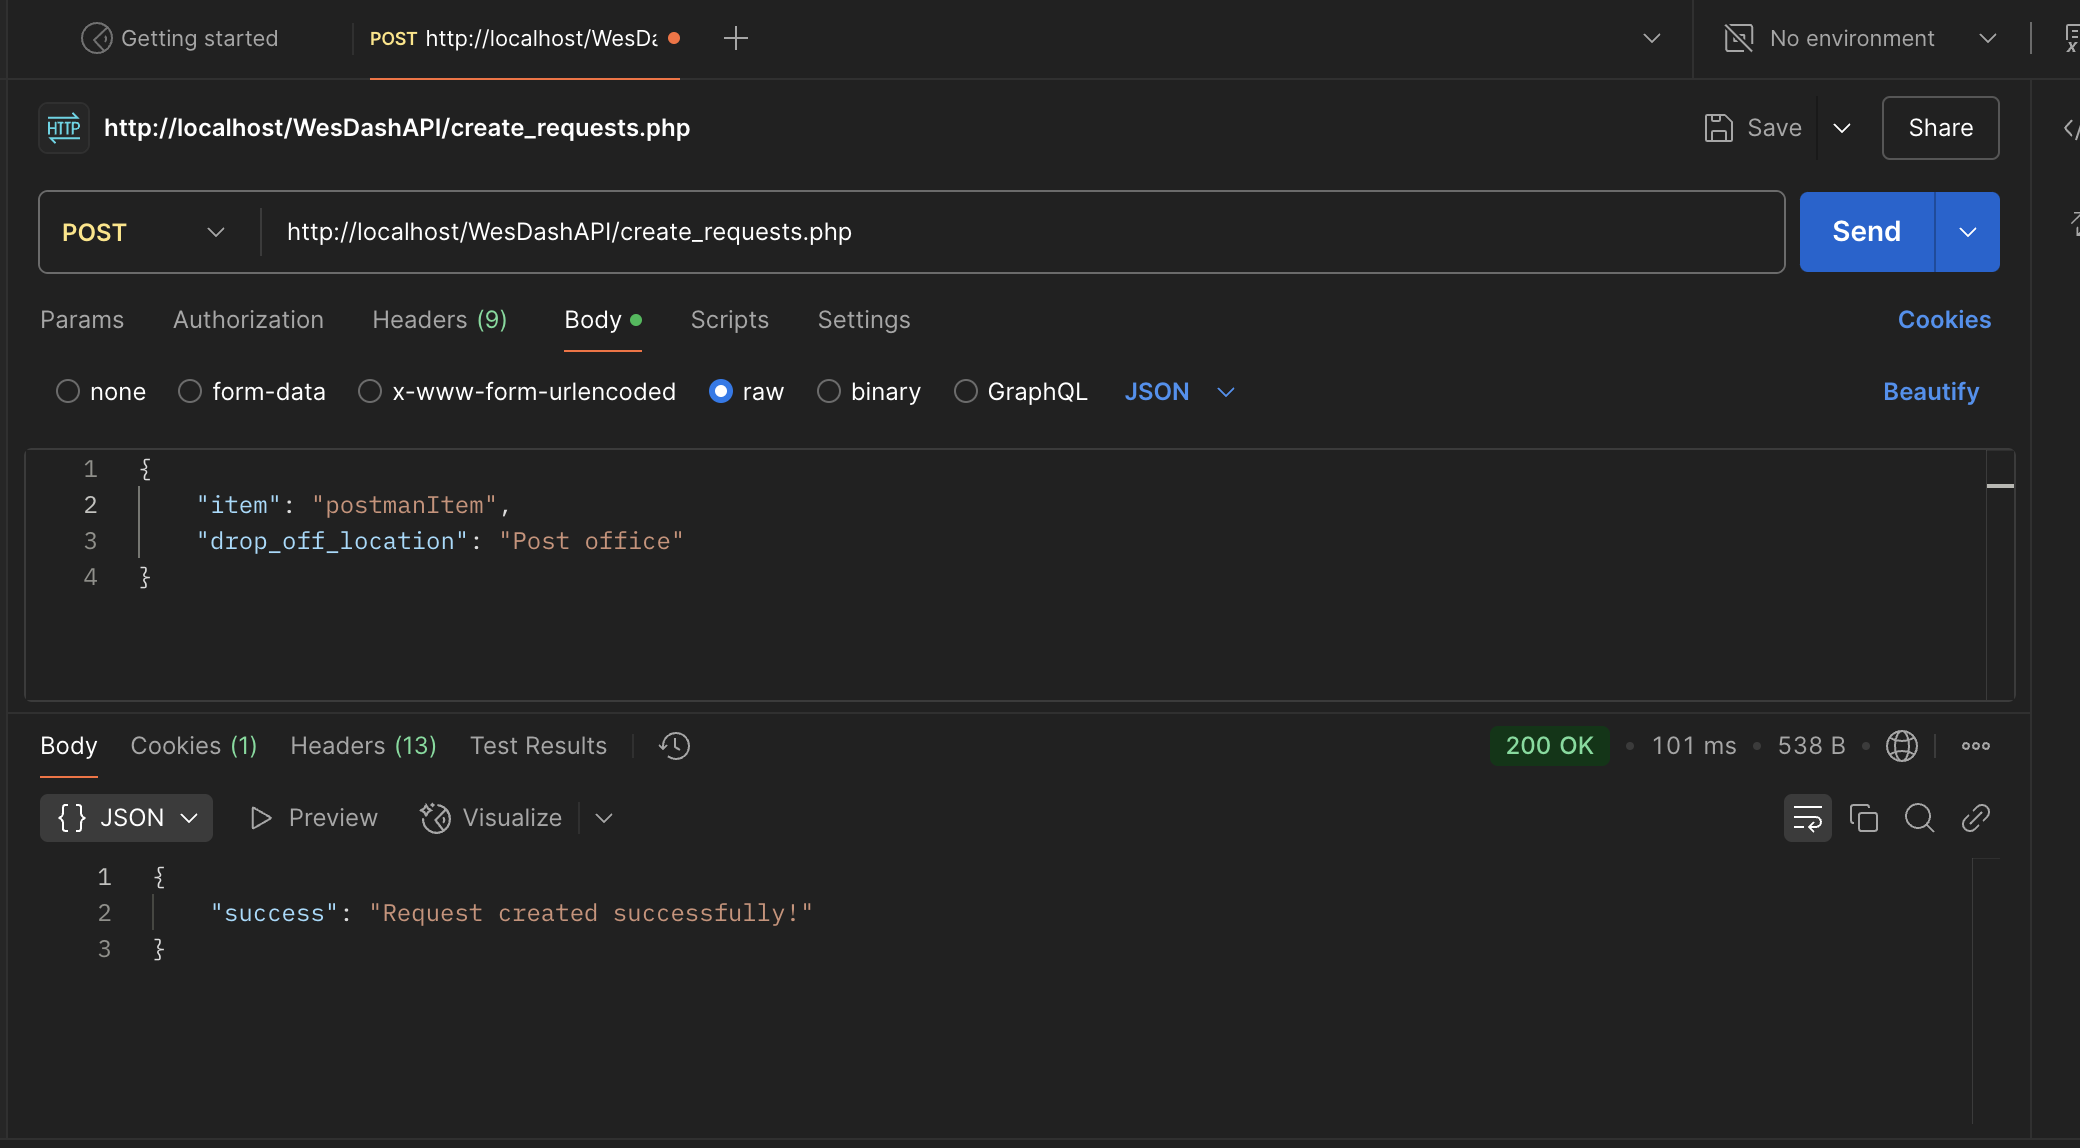 Getting started
POST http://localhost/WesDa
No environment
HTTP http://localhost/WesDashAPI/create_requests.php
Save
Share
POST http://localhost/WesDashAPI/create_requests.php
Send
Params Authorization Headers (9) Body Scripts Settings Cookies
none form-data x-www-form-urlencoded raw binary GraphQL JSON Beautify
1 {
2 "item": "postmanItem",
3 "drop_off_location": "Post office"
4 }
Body Cookies (1) Headers (13) Test Results 200 OK • 101 ms • 538 B
{} JSON Preview Visualize
1 {
2 "success": "Request created successfully!"
3 }